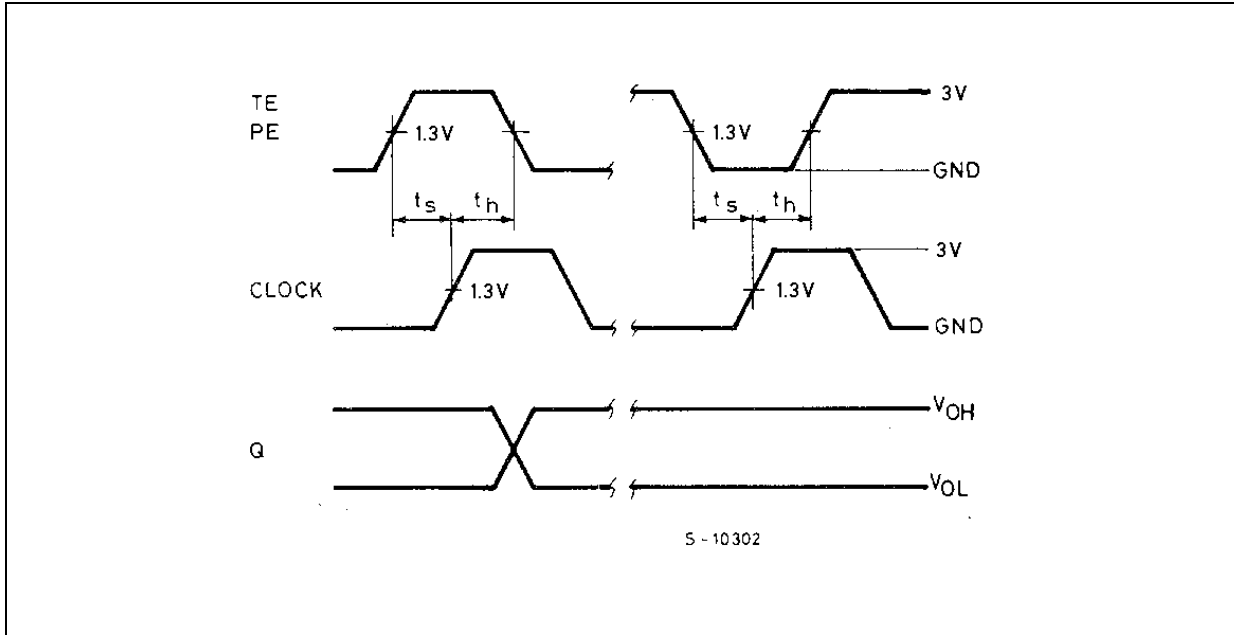 TE
PE
1.3V
1.3V
3V
GND
ts
th
ts
th
CLOCK
1.3V
1.3V
3V
GND
Q
VOH
VOL
S-10302